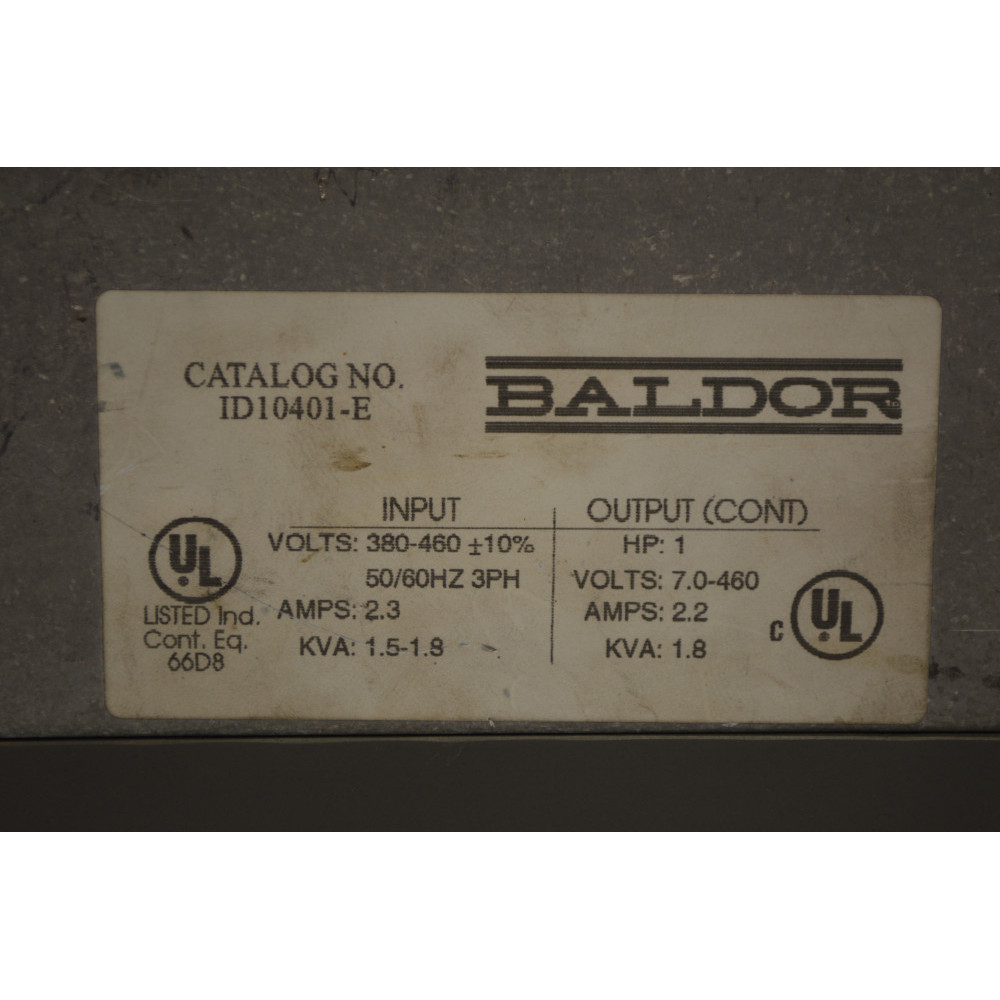 CATALOG NO.
ID10401-E
BALDOR
INPUT
VOLTS: 380-460 ±10%
50/60HZ 3PH
AMPS: 2.3
KVA: 1.5-1.8
OUTPUT (CONT)
HP: 1
VOLTS: 7.0-460
AMPS: 2.2
KVA: 1.8
UL
LISTED Ind.
Cont. Eq.
66D8
C UL